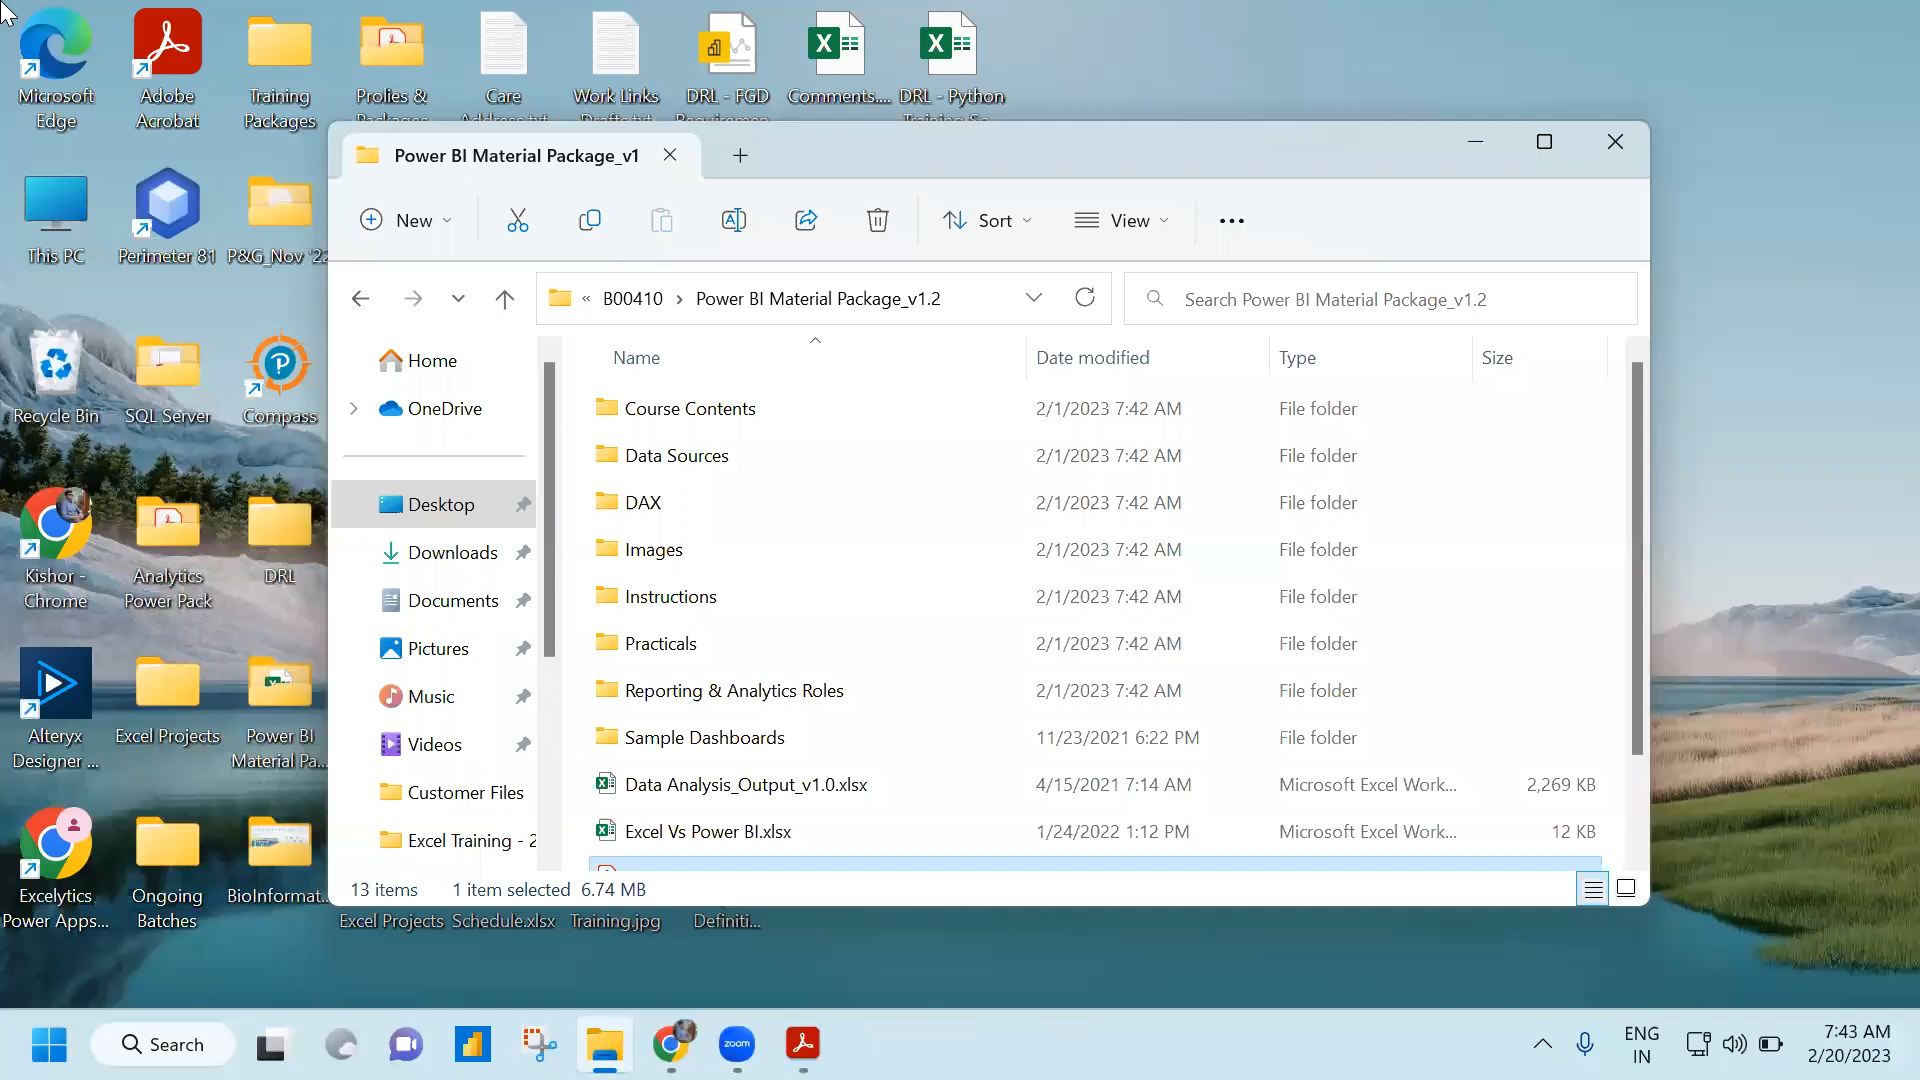 Microsoft
Edge
Adobe
Acrobat
Training
Packages
Prolies &
Packages
Care
Address.txt
Work Links
Drafts.txt
DRL - FGD
Requiremen...
Comments....
DRL - Python
Training Sc...
This PC
Perimeter 81
P&G_Nov '22
Recycle Bin
SQL Server
Compass
Kishor -
Chrome
Analytics
Power Pack
DRL
Alteryx
Designer ...
Excel Projects
Power BI
Material Pa...
Excelytics
Power Apps...
Ongoing
Batches
BioInformat...
Excel Projects
Schedule.xlsx
Training.jpg
Definiti...
Power BI Material Package_v1
New
Sort
View
« B00410 > Power BI Material Package_v1.2
Search Power BI Material Package_v1.2
Home
OneDrive
Desktop
Downloads
Documents
Pictures
Music
Videos
Customer Files
Excel Training - 2
Name Date modified Type Size
Course Contents 2/1/2023 7:42 AM File folder
Data Sources 2/1/2023 7:42 AM File folder
DAX 2/1/2023 7:42 AM File folder
Images 2/1/2023 7:42 AM File folder
Instructions 2/1/2023 7:42 AM File folder
Practicals 2/1/2023 7:42 AM File folder
Reporting & Analytics Roles 2/1/2023 7:42 AM File folder
Sample Dashboards 11/23/2021 6:22 PM File folder
Data Analysis_Output_v1.0.xlsx 4/15/2021 7:14 AM Microsoft Excel Work... 2,269 KB
Excel Vs Power BI.xlsx 1/24/2022 1:12 PM Microsoft Excel Work... 12 KB
13 items 1 item selected 6.74 MB
Search
zoom
ENG
IN
7:43 AM
2/20/2023